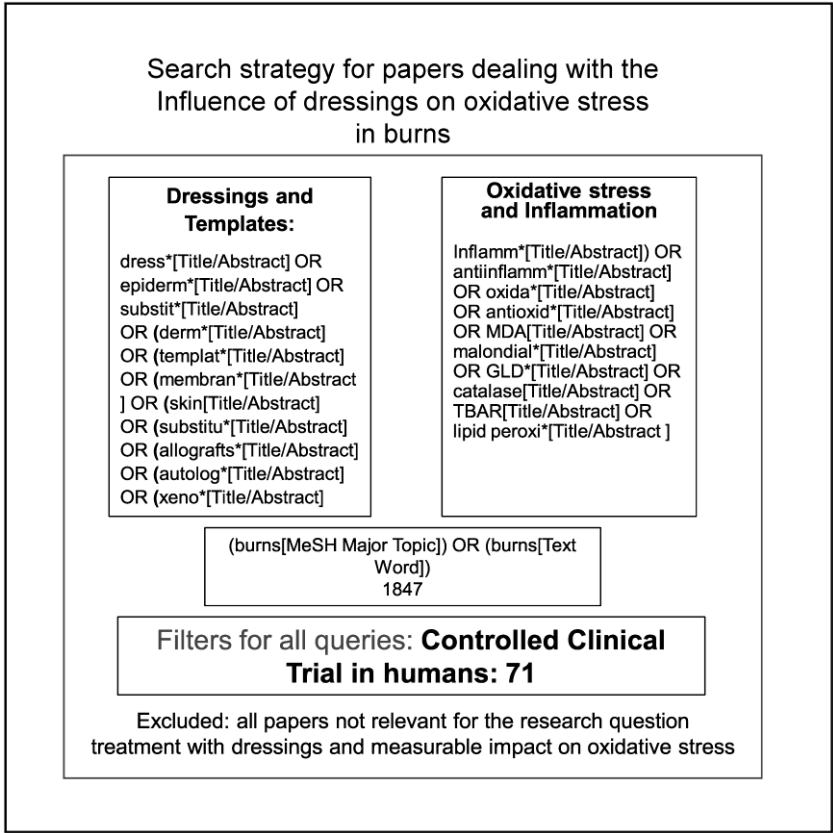 Search strategy for papers dealing with the
Influence of dressings on oxidative stress
in burns
Dressings and
Templates:
dress*[Title/Abstract] OR
epiderm*[Title/Abstract] OR
substit*[Title/Abstract]
OR (derm*[Title/Abstract]
OR (templat*[Title/Abstract]
OR (membran*[Title/Abstract
] OR (skin[Title/Abstract]
OR (substitu*[Title/Abstract]
OR (allografts*[Title/Abstract]
OR (autolog*[Title/Abstract]
OR (xeno*[Title/Abstract]
Oxidative stress
and Inflammation
Inflamm*[Title/Abstract]) OR
antiinflamm*[Title/Abstract]
OR oxida*[Title/Abstract]
OR antioxid*[Title/Abstract]
OR MDA[Title/Abstract] OR
malondial*[Title/Abstract]
OR GLD*[Title/Abstract] OR
catalase[Title/Abstract] OR
TBAR[Title/Abstract] OR
lipid peroxi*[Title/Abstract ]
(burns[MeSH Major Topic]) OR (burns[Text
Word])
1847
Filters for all queries: Controlled Clinical
Trial in humans: 71
Excluded: all papers not relevant for the research question
treatment with dressings and measurable impact on oxidative stress